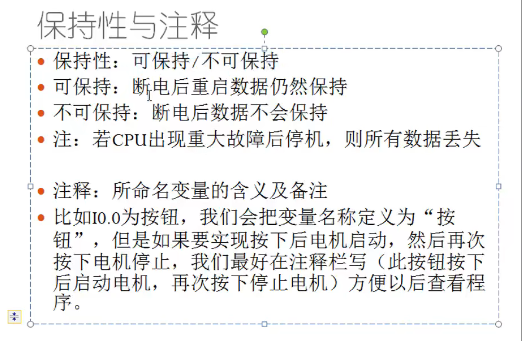 保持性与注释
保持性：可保持/不可保持
可保持：断电后重启数据仍然保持
不可保持：断电后数据不会保持
注：若CPU出现重大故障后停机，则所有数据丢失
注释：所命名变量的含义及备注
比如I0.0为按钮，我们会把变量名称定义为“按
钮”，但是如果要实现按下后电机启动，然后再次
按下电机停止，我们最好在注释栏写（此按钮按下
后启动电机，再次按下停止电机）方便以后查看程
序。